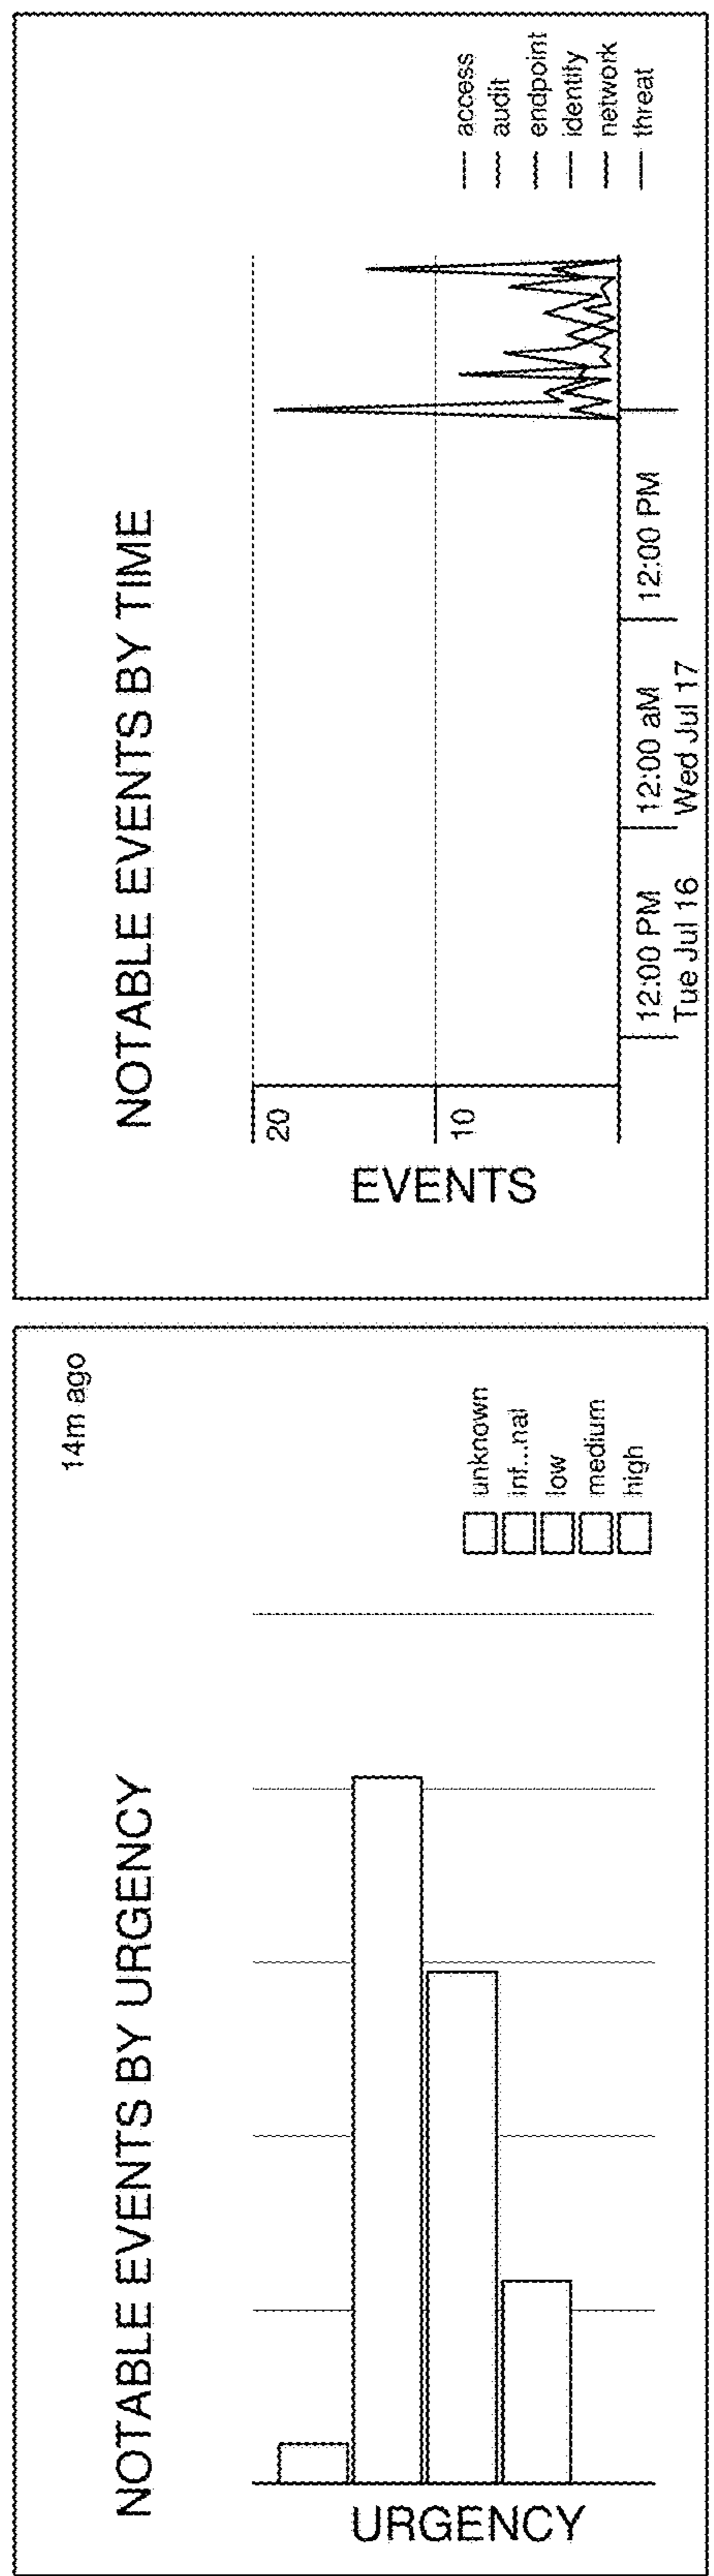 NOTABLE EVENTS BY URGENCY
14m ago
URGENCY
unknown
inf...nal
low
medium
high
NOTABLE EVENTS BY TIME
EVENTS
20
10
12:00 PM
Tue Jul 16
12:00 aM
Wed Jul 17
12:00 PM
access
audit
endpoint
identity
network
threat